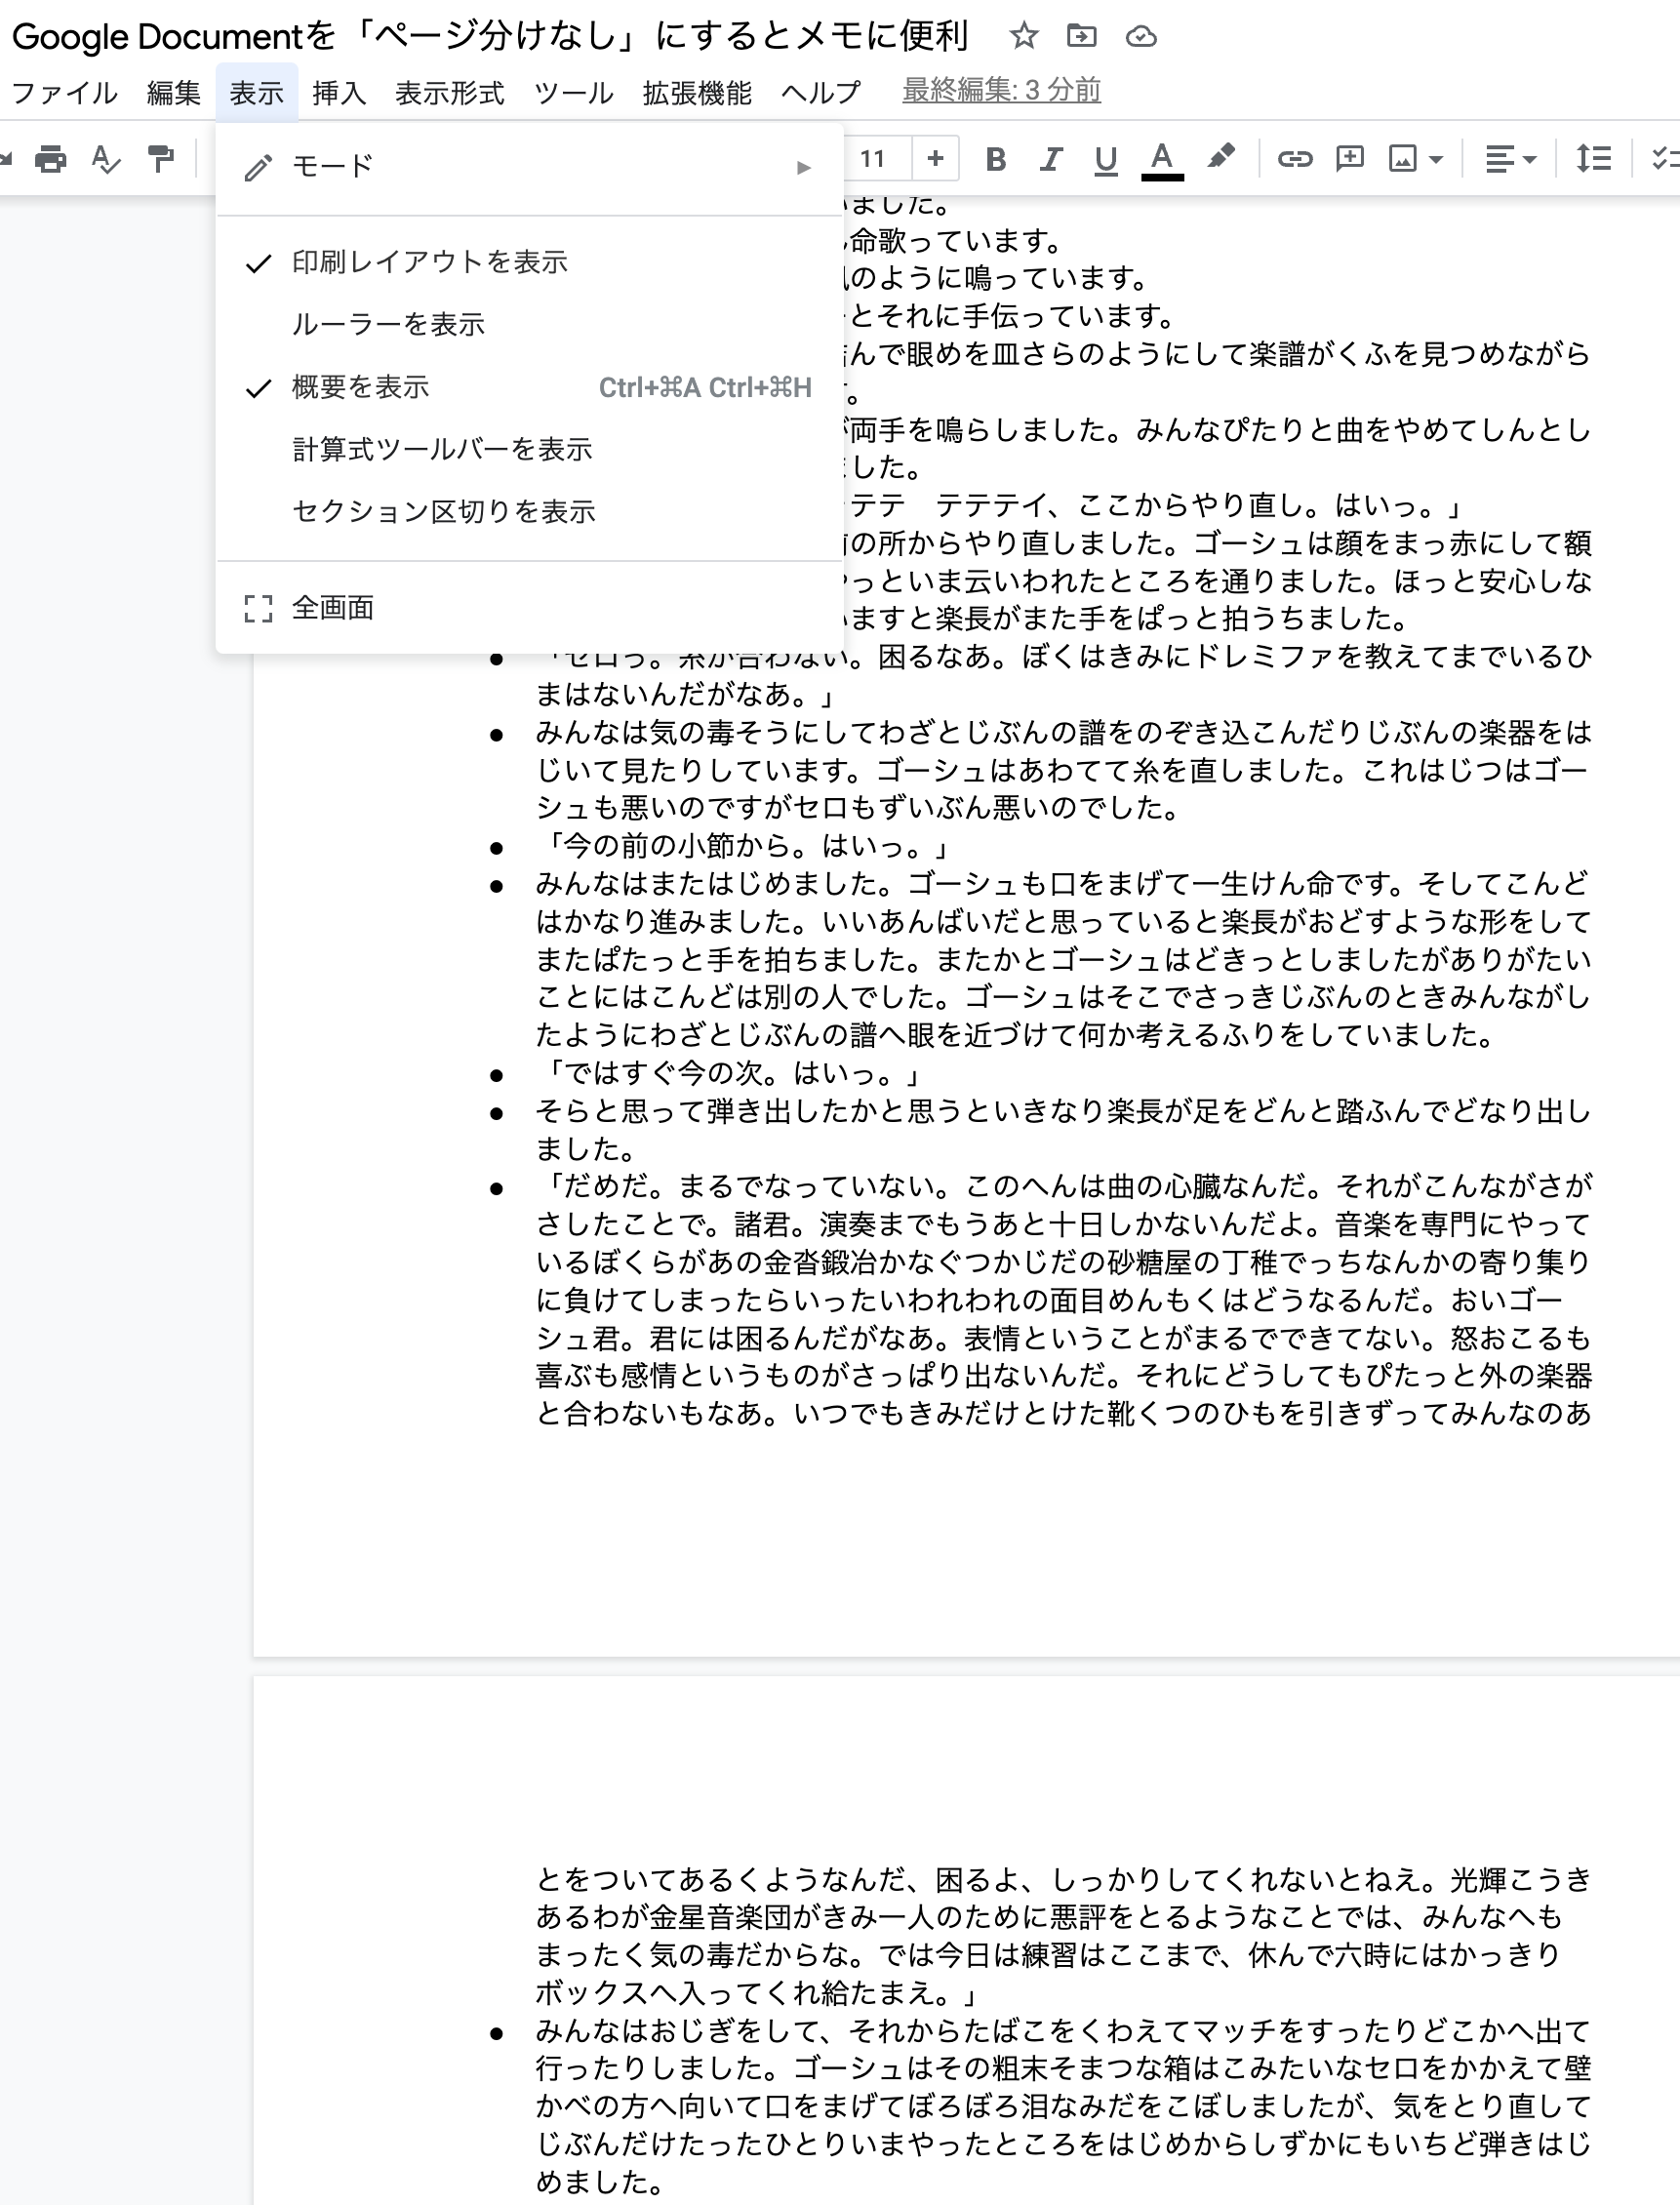 Google Documentを「ページ分けなし」にするとメモに便利
ファイル 編集 表示 挿入 表示形式 ツール 拡張機能 ヘルプ 最終編集: 3 分前
モード
11 + B I U A
印刷レイアウトを表示
ルーラーを表示
概要を表示 Ctrl+⌘A Ctrl+⌘H
計算式ツールバーを表示
セクション区切りを表示
全画面
いました。
命歌っています。
のように鳴っています。
とそれに手伝っています。
んで眼めを皿さらのようにして楽譜がくふを見つめながら
。
両手を鳴らしました。みんなぴたりと曲をやめてしんとし
ました。
テテ　テテテイ、ここからやり直し。はいっ。」
の所からやり直しました。ゴーシュは顔をまっ赤にして額
っといま云いわれたところを通りました。ほっと安心しな
いますと楽長がまた手をぱっと拍うちました。
「セロっ。糸が合わない。困るなあ。ぼくはきみにドレミファを教えてまでいるひ
まはないんだがなあ。」
みんなは気の毒そうにしてわざとじぶんの譜をのぞき込こんだりじぶんの楽器をは
じいて見たりしています。ゴーシュはあわてて糸を直しました。これはじつはゴー
シュも悪いのですがセロもずいぶん悪いのでした。
「今の前の小節から。はいっ。」
みんなはまたはじめました。ゴーシュも口をまげて一生けん命です。そしてこんど
はかなり進みました。いいあんばいだと思っていると楽長がおどすような形をして
またぱたっと手を拍ちました。またかとゴーシュはどきっとしましたがありがたい
ことにはこんどは別の人でした。ゴーシュはそこでさっきじぶんのときみんながし
たようにわざとじぶんの譜へ眼を近づけて何か考えるふりをしていました。
「ではすぐ今の次。はいっ。」
そらと思って弾き出したかと思うといきなり楽長が足をどんと踏ふんでどなり出し
ました。
「だめだ。まるでなっていない。このへんは曲の心臓なんだ。それがこんながさが
さしたことで。諸君。演奏までもうあと十日しかないんだよ。音楽を専門にやって
いるぼくらがあの金沓鍛冶かなぐつかじだの砂糖屋の丁稚でっちなんかの寄り集り
に負けてしまったらいったいわれわれの面目めんもくはどうなるんだ。おいゴー
シュ君。君には困るんだがなあ。表情ということがまるでできてない。怒おこるも
喜ぶも感情というものがさっぱり出ないんだ。それにどうしてもぴたっと外の楽器
と合わないもなあ。いつでもきみだけとけた靴くつのひもを引きずってみんなのあ
とをついてあるくようなんだ、困るよ、しっかりしてくれないとねえ。光輝こうき
あるわが金星音楽団がきみ一人のために悪評をとるようなことでは、みんなへも
まったく気の毒だからな。では今日は練習はここまで、休んで六時にはかっきり
ボックスへ入ってくれ給たまえ。」
みんなはおじぎをして、それからたばこをくわえてマッチをすったりどこかへ出て
行ったりしました。ゴーシュはその粗末そまつな箱はこみたいなセロをかかえて壁
かべの方へ向いて口をまげてぼろぼろ泪なみだをこぼしましたが、気をとり直して
じぶんだけたったひとりいまやったところをはじめからしずかにもいちど弾きはじ
めました。